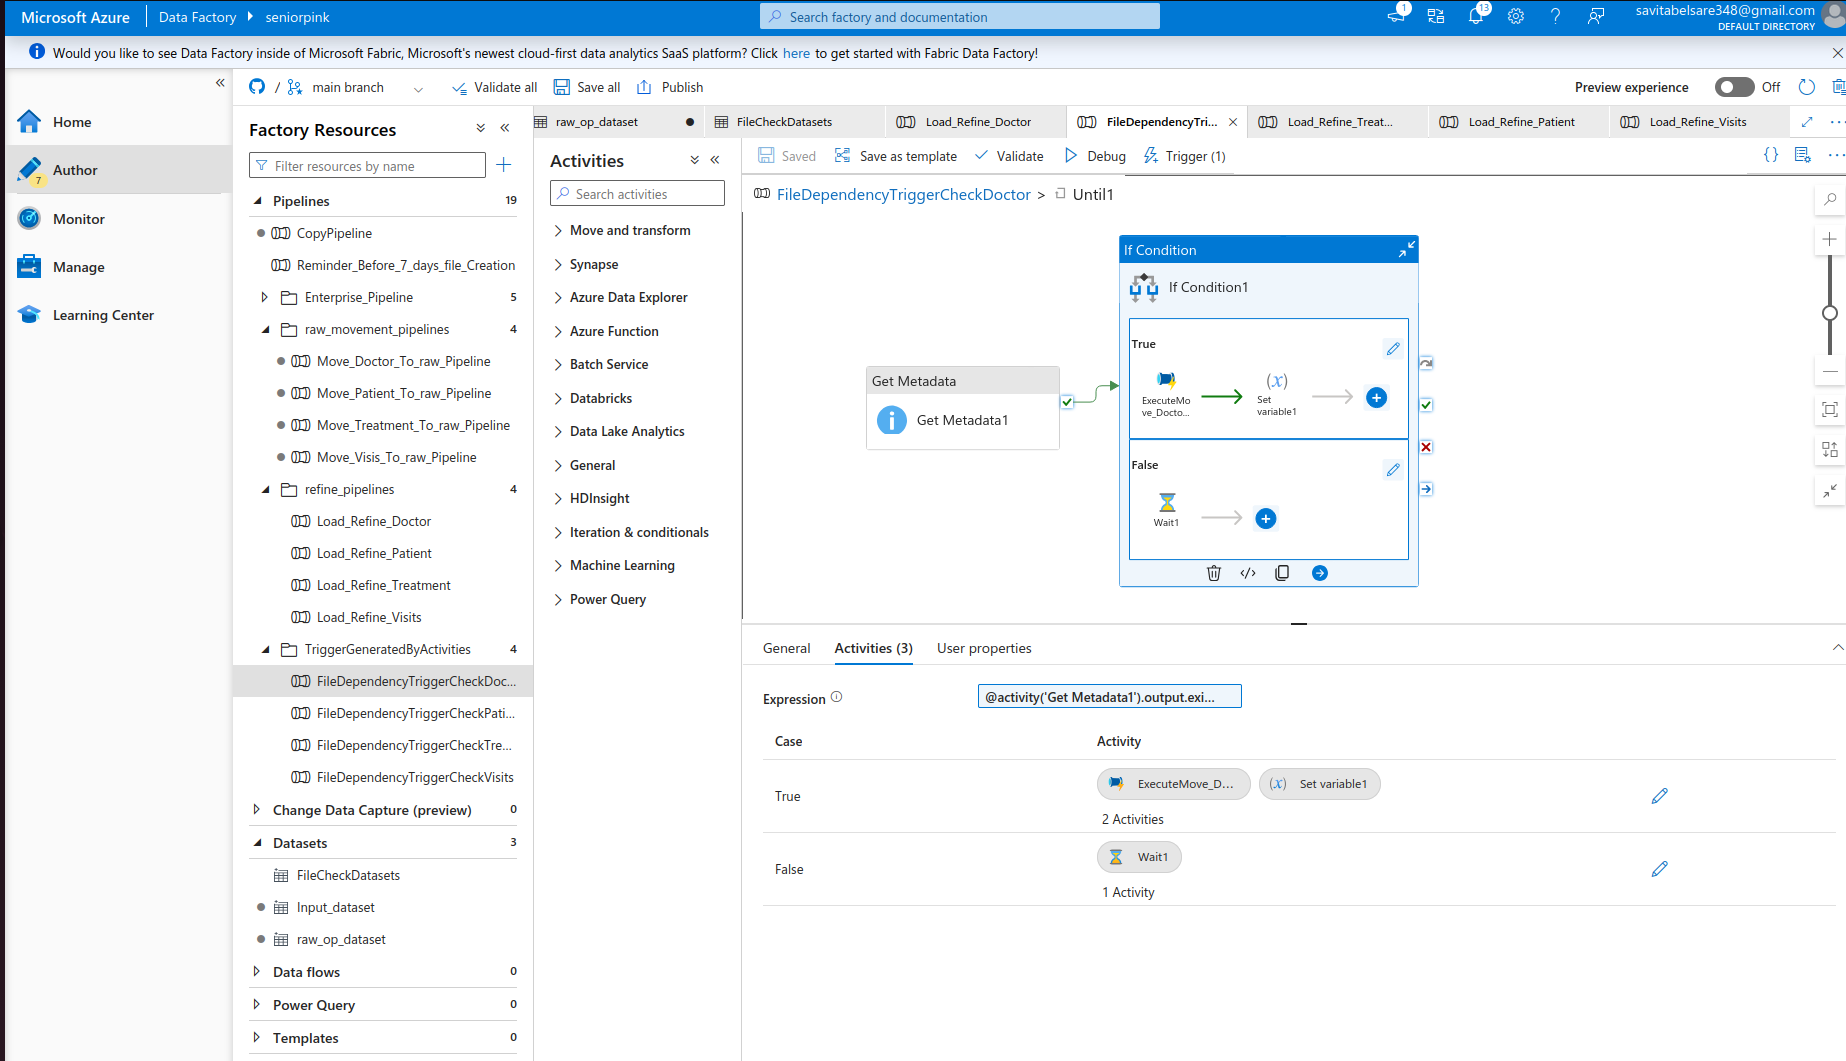 Microsoft Azure
Data Factory
seniorpink
Search factory and documentation
1
13
savitabelsare348@gmail.com
DEFAULT DIRECTORY
Would you like to see Data Factory inside of Microsoft Fabric, Microsoft's newest cloud-first data analytics SaaS platform? Click here to get started with Fabric Data Factory!
Home
Author
7
Monitor
Manage
Learning Center
/ main branch
Validate all
Save all
Publish
Preview experience
Off
Factory Resources
Filter resources by name
Pipelines 19
CopyPipeline
Reminder_Before_7_days_file_Creation
Enterprise_Pipeline 5
raw_movement_pipelines 4
Move_Doctor_To_raw_Pipeline
Move_Patient_To_raw_Pipeline
Move_Treatment_To_raw_Pipeline
Move_Visis_To_raw_Pipeline
refine_pipelines 4
Load_Refine_Doctor
Load_Refine_Patient
Load_Refine_Treatment
Load_Refine_Visits
TriggerGeneratedByActivities 4
FileDependencyTriggerCheckDoc...
FileDependencyTriggerCheckPati...
FileDependencyTriggerCheckTre...
FileDependencyTriggerCheckVisits
Change Data Capture (preview) 0
Datasets 3
FileCheckDatasets
Input_dataset
raw_op_dataset
Data flows 0
Power Query 0
Templates 0
raw_op_dataset
FileCheckDatasets
Load_Refine_Doctor
FileDependencyTri...
Load_Refine_Treat...
Load_Refine_Patient
Load_Refine_Visits
Activities
Search activities
Move and transform
Synapse
Azure Data Explorer
Azure Function
Batch Service
Databricks
Data Lake Analytics
General
HDInsight
Iteration & conditionals
Machine Learning
Power Query
Saved
Save as template
Validate
Debug
Trigger (1)
{}
FileDependencyTriggerCheckDoctor > Until1
Get Metadata
Get Metadata1
If Condition
If Condition1
True
ExecuteMo
ve_Docto...
(x)
Set
variable1
False
Wait1
General
Activities (3)
User properties
Expression
@activity('Get Metadata1').output.exi...
Case
Activity
True
ExecuteMove_D...
(x) Set variable1
2 Activities
False
Wait1
1 Activity